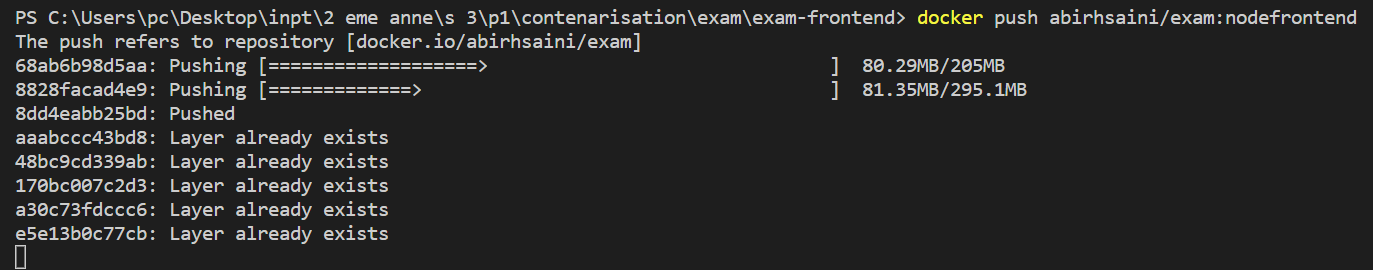 PS C:\Users\pc\Desktop\inpt\2 eme anne\s 3\p1\contenarisation\exam\exam-frontend> docker push abirhsaini/exam:nodefrontend
The push refers to repository [docker.io/abirhsaini/exam]
68ab6b98d5aa: Pushing [===================>                               ]  80.29MB/205MB
8828facad4e9: Pushing [=============>                                     ]  81.35MB/295.1MB
8dd4eabb25bd: Pushed
aaabccc43bd8: Layer already exists
48bc9cd339ab: Layer already exists
170bc007c2d3: Layer already exists
a30c73fdccc6: Layer already exists
e5e13b0c77cb: Layer already exists